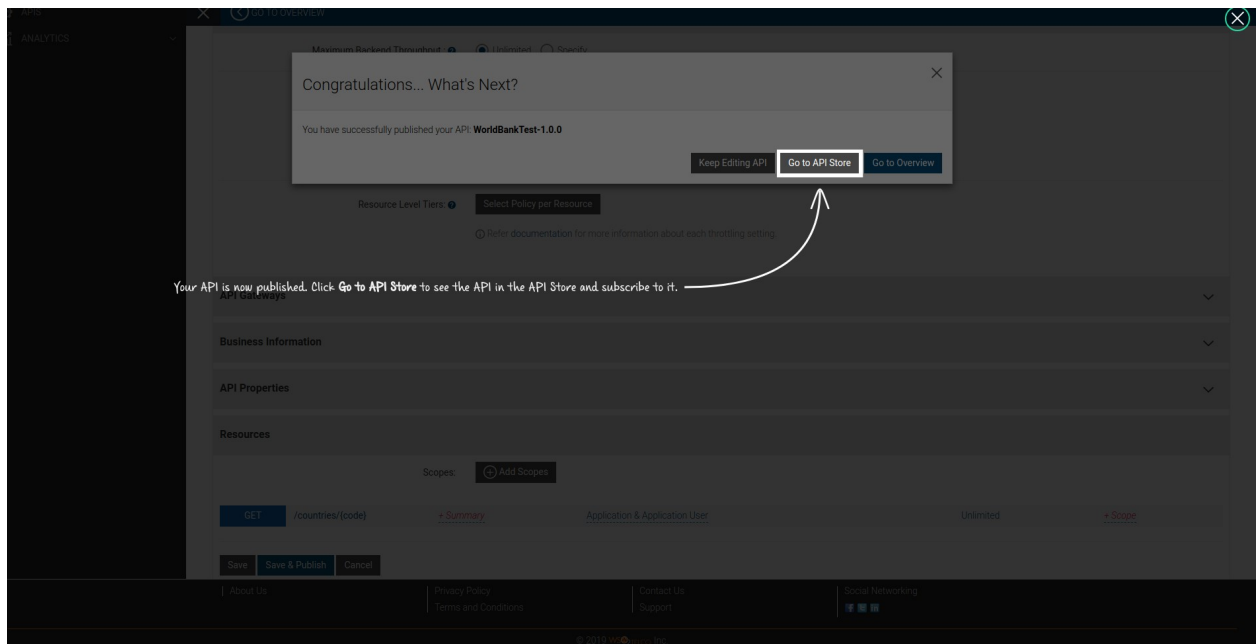 APIS
GO TO OVERVIEW
ANALYTICS
Maximum Backend Throughput: Unlimited Specify
Congratulations... What's Next?
You have successfully published your API: WorldBankTest-1.0.0
Keep Editing API Go to API Store Go to Overview
Resource Level Tiers: Select Policy per Resource
Refer documentation for more information about each throttling setting.
Your API is now published. Click Go to API Store to see the API in the API Store and subscribe to it.
API Gateways
Business Information
API Properties
Resources
Scopes: Add Scopes
GET /countries/{code} + Summary Application & Application User Unlimited + Scope
Save Save & Publish Cancel
About Us Privacy Policy Contact Us Social Networking
Terms and Conditions Support
© 2019 Inc.